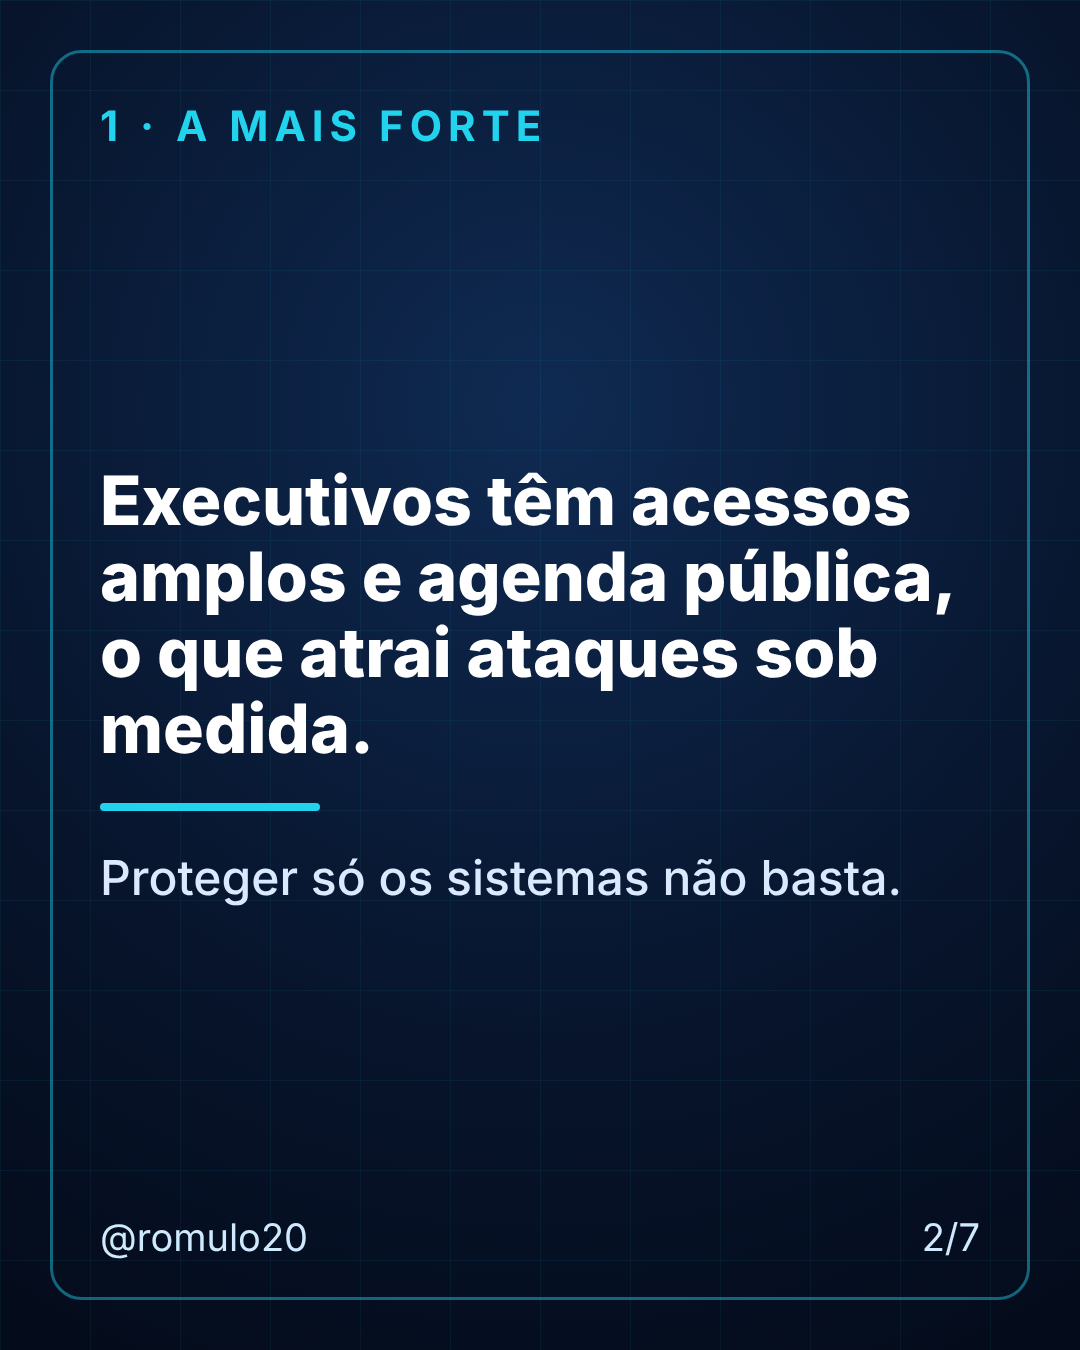 1 · A MAIS FORTE
Executivos têm acessos
amplos e agenda pública,
o que atrai ataques sob
medida.
Proteger só os sistemas não basta.
@romulo20
2/7